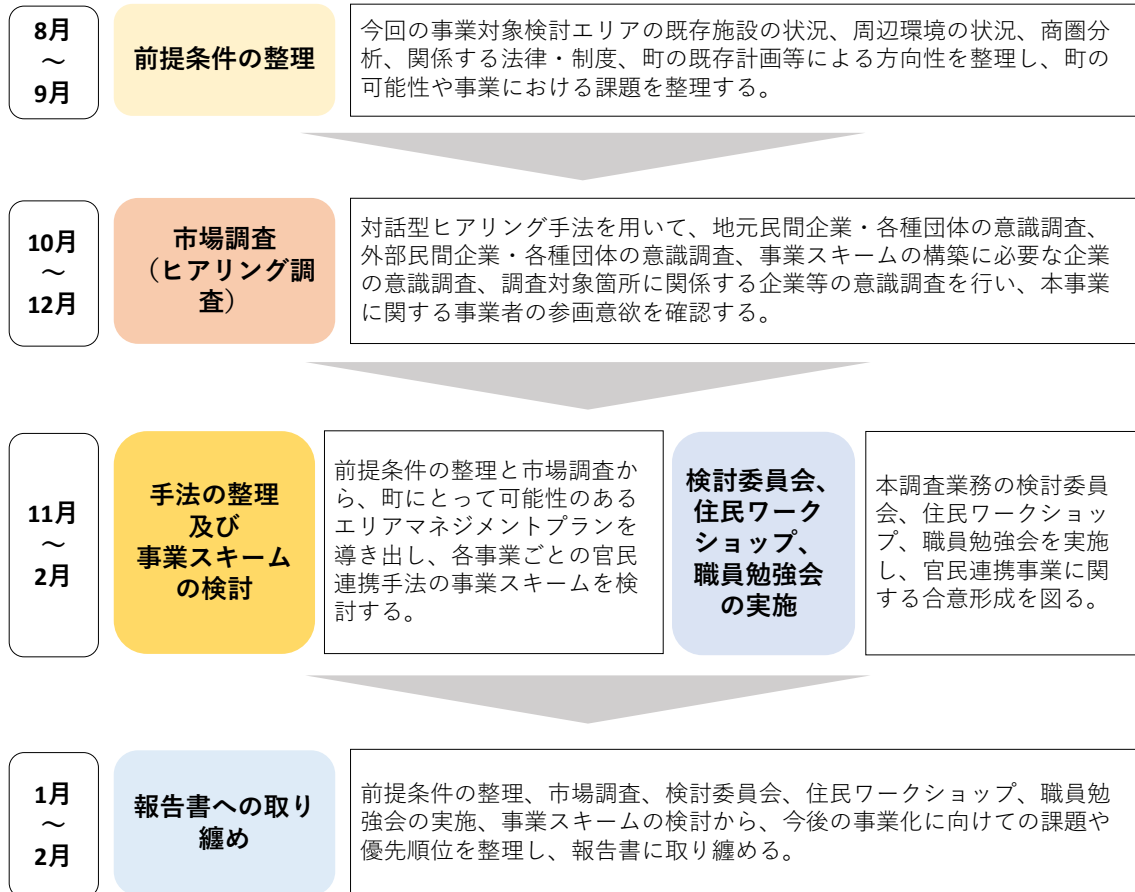 8月
～
9月
前提条件の整理
今回の事業対象検討エリアの既存施設の状況、周辺環境の状況、商圏分
析、関係する法律・制度、町の既存計画等による方向性を整理し、町の
可能性や事業における課題を整理する。
10月
～
12月
市場調査
（ヒアリング調
査）
対話型ヒアリング手法を用いて、地元民間企業・各種団体の意識調査、
外部民間企業・各種団体の意識調査、事業スキームの構築に必要な企業
の意識調査、調査対象箇所に関係する企業等の意識調査を行い、本事業
に関する事業者の参画意欲を確認する。
11月
～
2月
手法の整理
及び
事業スキーム
の検討
前提条件の整理と市場調査か
ら、町にとって可能性のある
エリアマネジメントプランを
導き出し、各事業ごとの官民
連携手法の事業スキームを検
討する。
検討委員会、
住民ワーク
ショップ、
職員勉強会
の実施
本調査業務の検討委員
会、住民ワークショッ
プ、職員勉強会を実施
し、官民連携事業に関
する合意形成を図る。
1月
～
2月
報告書への取り
纏め
前提条件の整理、市場調査、検討委員会、住民ワークショップ、職員勉
強会の実施、事業スキームの検討から、今後の事業化に向けての課題や
優先順位を整理し、報告書に取り纏める。